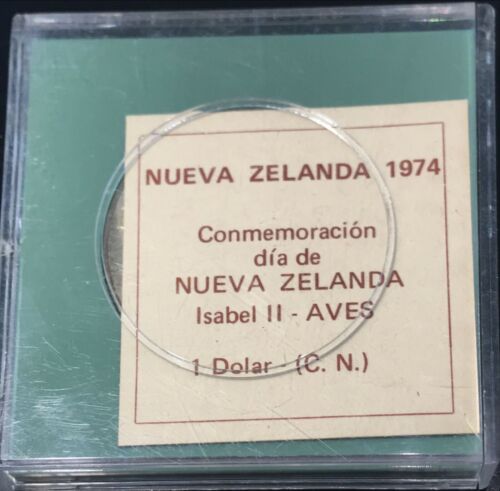 NUEVA ZELANDA 1974
Conmemoración
día de
NUEVA ZELANDA
Isabel II - AVES
1 Dolar - (C. N.)